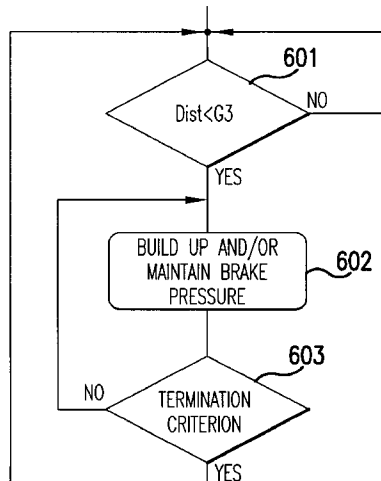 601
Dist<G3
NO
YES
BUILD UP AND/OR
MAINTAIN BRAKE
PRESSURE
602
603
NO
TERMINATION
CRITERION
YES